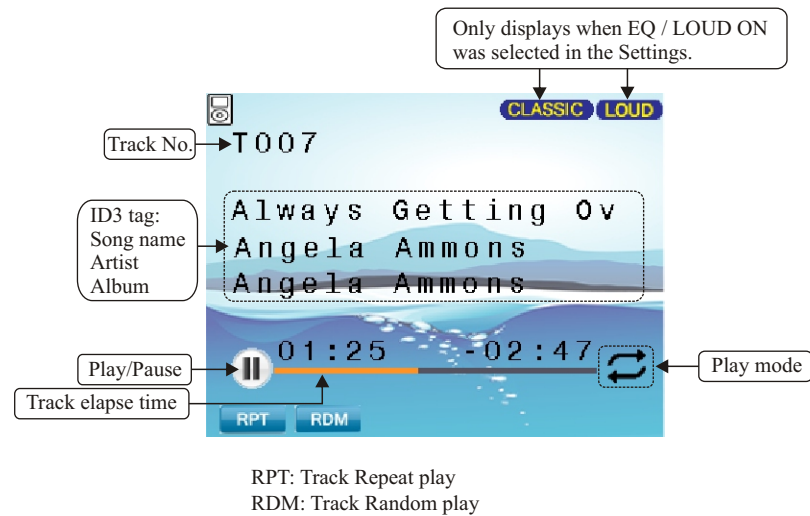 Only displays when EQ / LOUD ON
was selected in the Settings.
CLASSIC LOUD
Track No.
T007
ID3 tag:
Song name
Artist
Album
Always Getting Ov
Angela Ammons
Angela Ammons
Play/Pause
01:25 -02:47
Play mode
Track elapse time
RPT RDM
RPT: Track Repeat play
RDM: Track Random play